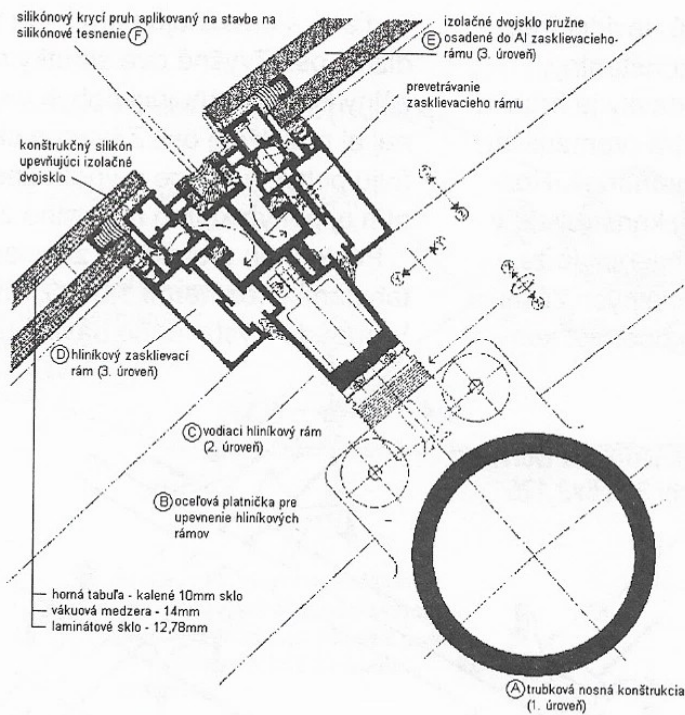 silikónový krycí pruh aplikovaný na stavbe na
silikónové tesnenie Ⓕ
Ⓔ izolačné dvojsklo pružne
osadené do Al zasklievacieho-
rámu (3. úroveň)
prevetrávanie
zasklievacieho rámu
konštrukčný silikón
upevňujúci izolačné
dvojsklo
Ⓓ hliníkový zasklievací
rám (3. úroveň)
Ⓒ vodiaci hliníkový rám
(2. úroveň)
Ⓑ oceľová platnička pre
upevnenie hliníkových
rámov
horná tabuľa - kalené 10mm sklo
vákuová medzera - 14mm
laminátové sklo - 12,78mm
Ⓐ trubková nosná konštrukcia
(1. úroveň)